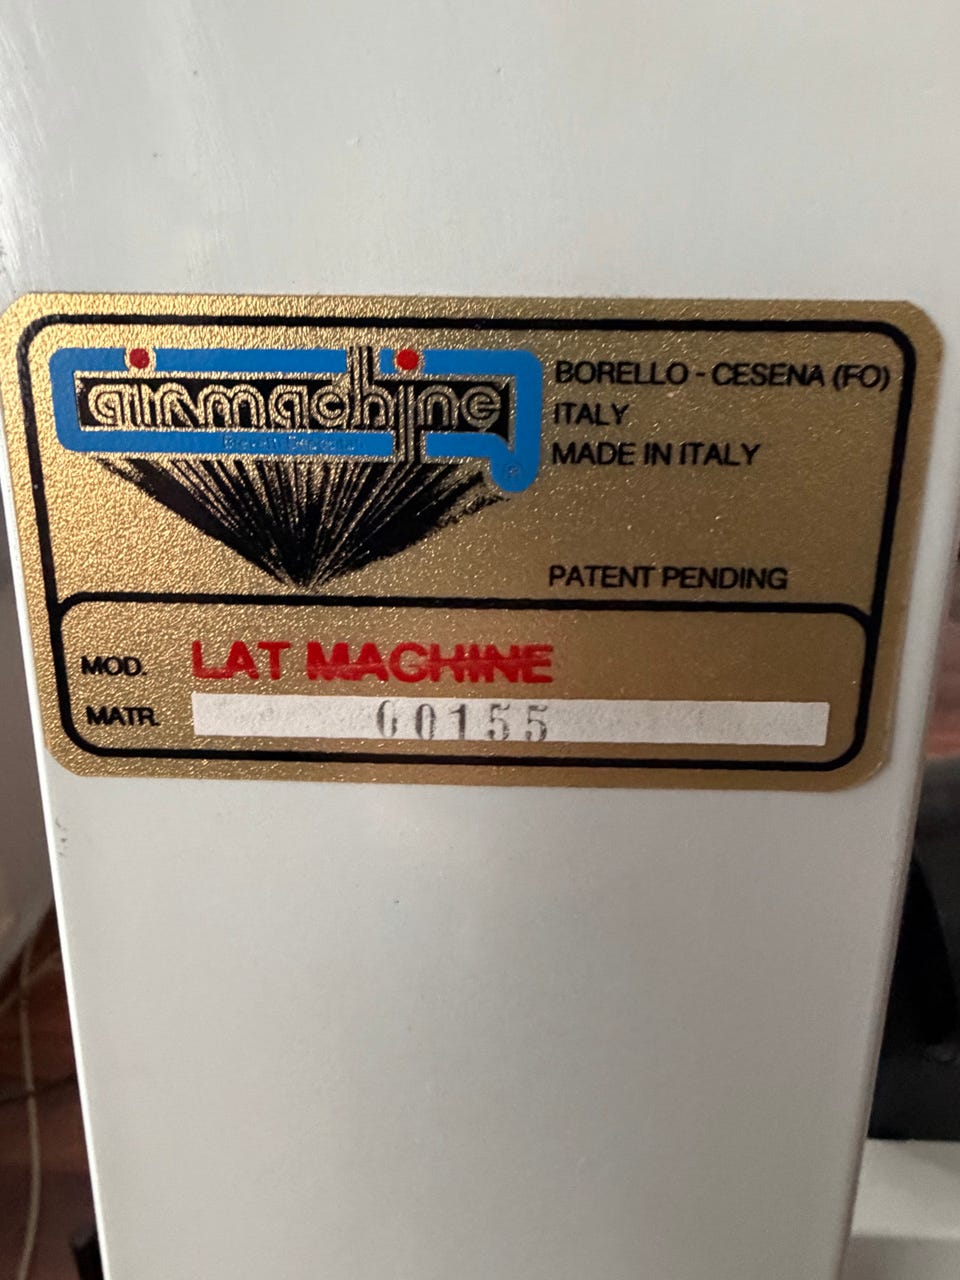 airmachine
BORELLO - CESENA (FO)
ITALY
MADE IN ITALY
®
PATENT PENDING
MOD. LAT MACHINE
MATR. 00155